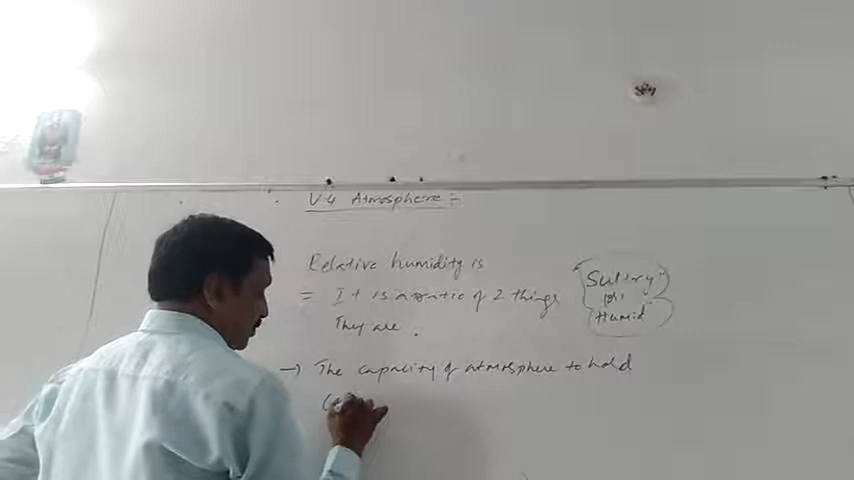 U.4 Atmosphere :-
Relative humidity is
= It is a ratio of 2 things
They are .
→ The capacity of atmosphere to hold
"Sultry"
or
"Humid"